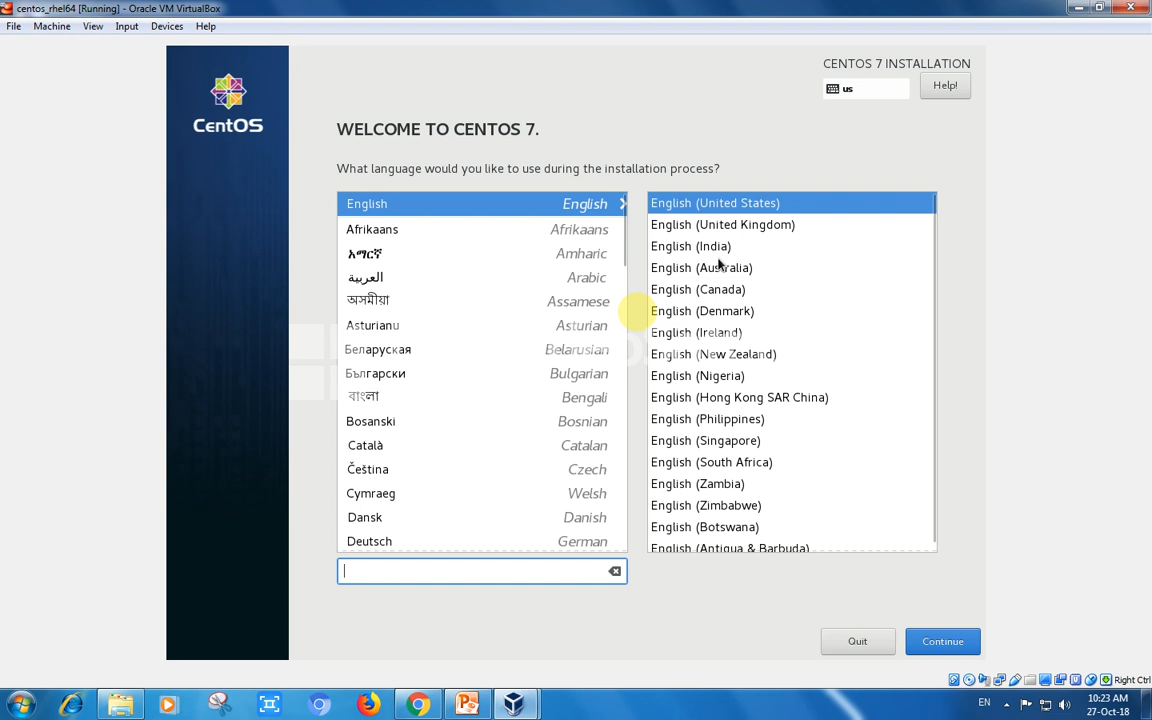 centos_rhel64 [Running] - Oracle VM VirtualBox
File Machine View Input Devices Help
CentOS
CENTOS 7 INSTALLATION
us
Help!
WELCOME TO CENTOS 7.
What language would you like to use during the installation process?
English English
Afrikaans Afrikaans
አማርኛ Amharic
العربية Arabic
অসমীয়া Assamese
Asturianu Asturian
Беларуская Belarusian
Български Bulgarian
বাংলা Bengali
Bosanski Bosnian
Català Catalan
Čeština Czech
Cymraeg Welsh
Dansk Danish
Deutsch German
English (United States)
English (United Kingdom)
English (India)
English (Australia)
English (Canada)
English (Denmark)
English (Ireland)
English (New Zealand)
English (Nigeria)
English (Hong Kong SAR China)
English (Philippines)
English (Singapore)
English (South Africa)
English (Zambia)
English (Zimbabwe)
English (Botswana)
English (Antigua & Barbuda)
Quit Continue
Right Ctrl
EN
10:23 AM
27-Oct-18